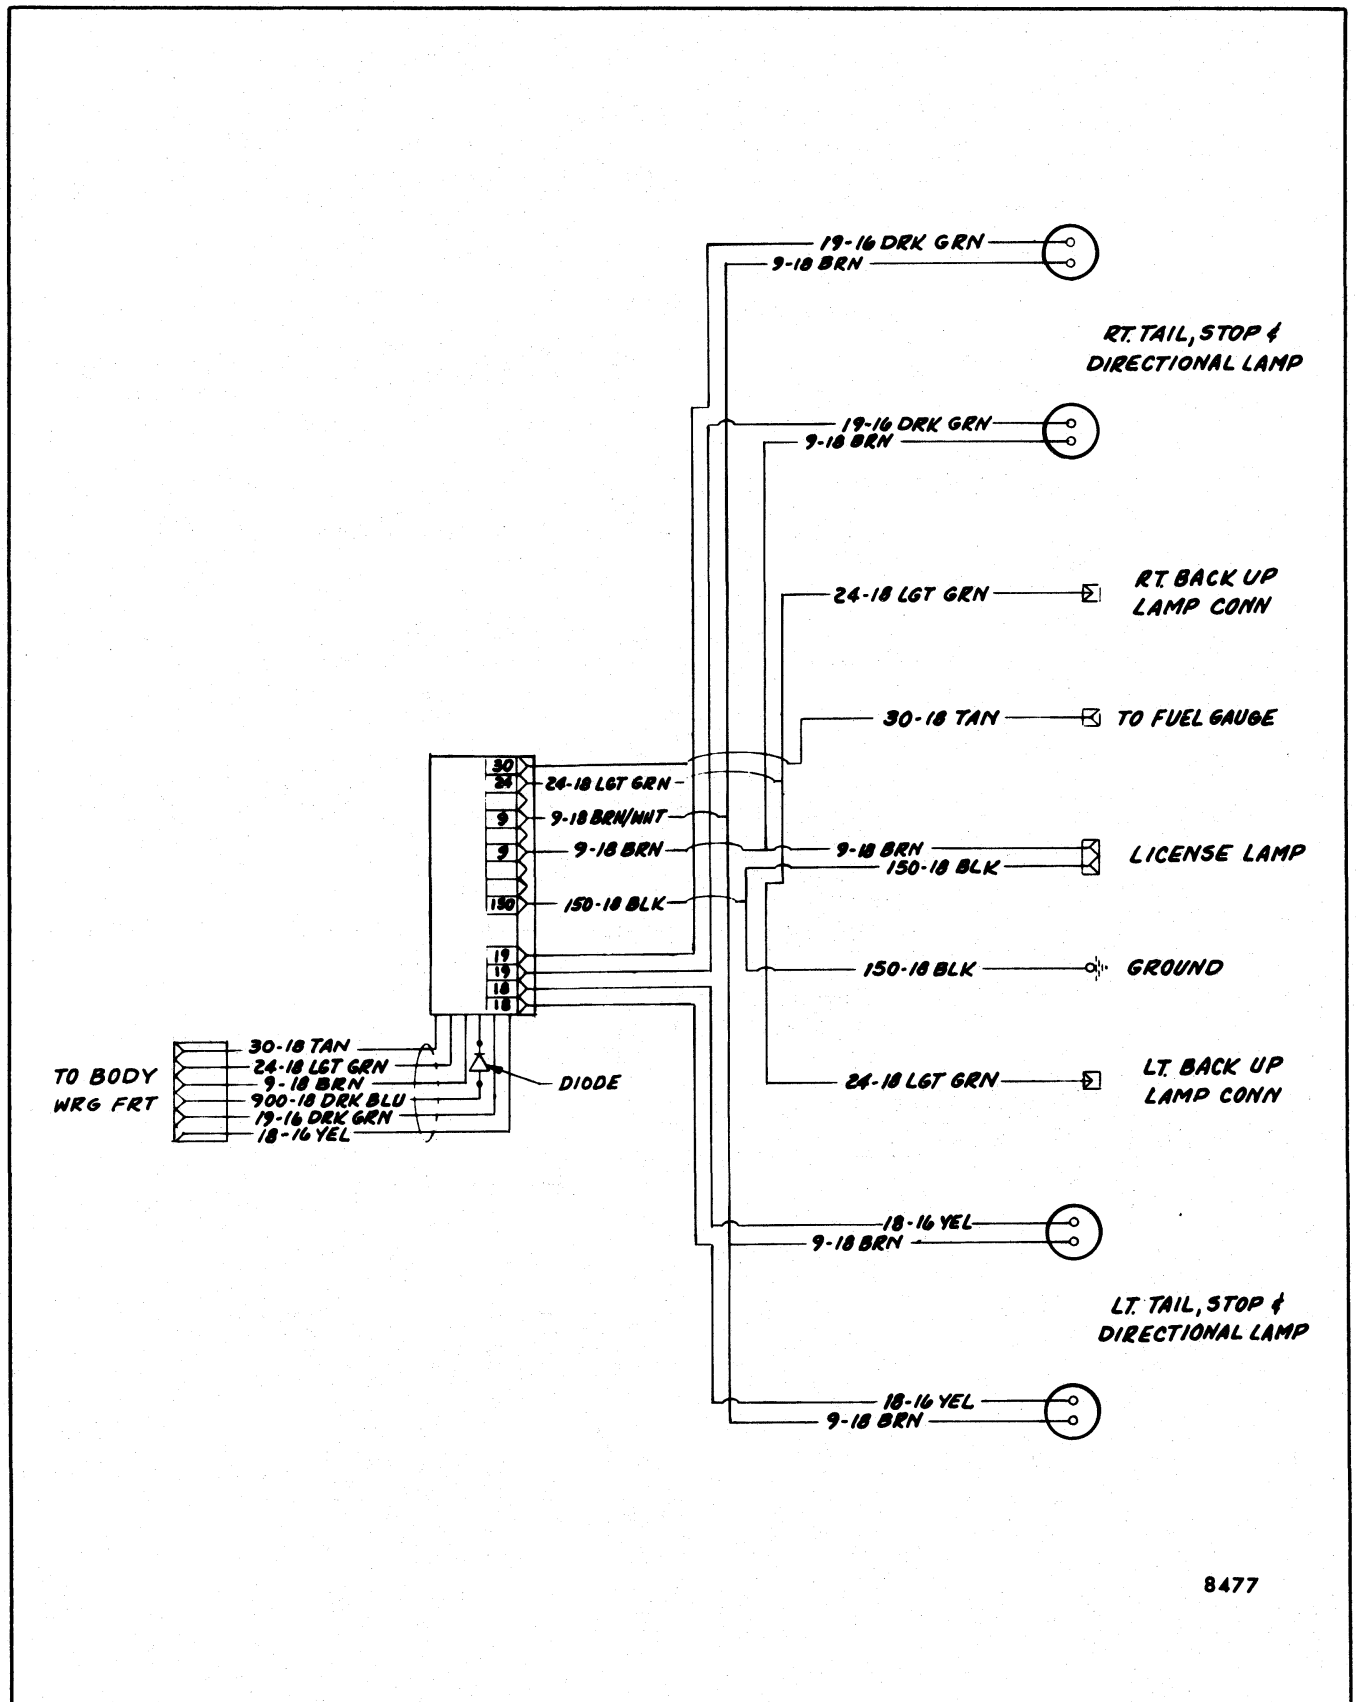 19-16 DRK GRN
9-18 BRN
RT. TAIL, STOP &
DIRECTIONAL LAMP
19-16 DRK GRN
9-18 BRN
24-18 LGT GRN
RT. BACK UP
LAMP CONN
30-18 TAN
TO FUEL GAUGE
30
24
24-18 LGT GRN
9
9-18 BRN/WHT
9
9-18 BRN
9-18 BRN
150-18 BLK
LICENSE LAMP
150
150-18 BLK
19
19
18
18
150-18 BLK
GROUND
TO BODY
WRG FRT
30-18 TAN
24-18 LGT GRN
9-18 BRN
900-18 DRK BLU
19-16 DRK GRN
18-16 YEL
DIODE
24-18 LGT GRN
LT. BACK UP
LAMP CONN
18-16 YEL
9-18 BRN
LT. TAIL, STOP &
DIRECTIONAL LAMP
18-16 YEL
9-18 BRN
8477